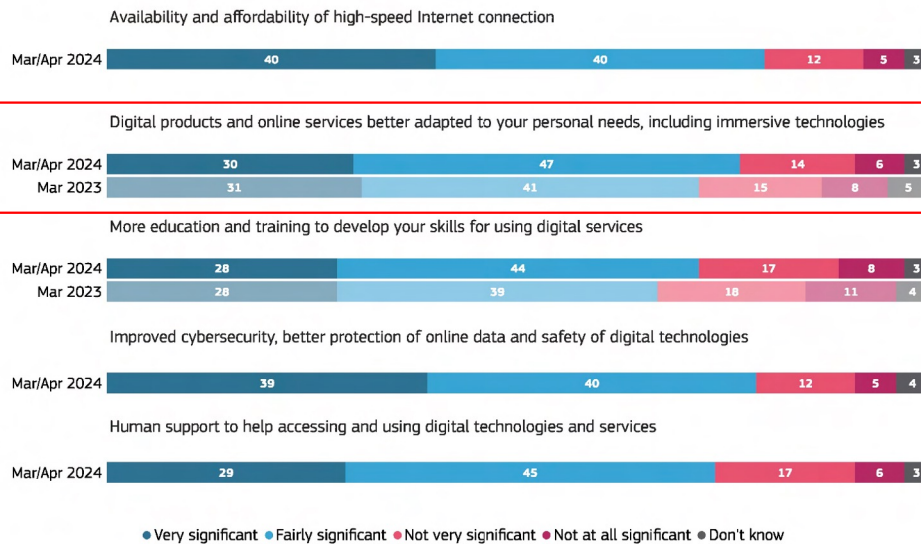 Availability and affordability of high-speed Internet connection
Mar/Apr 2024 40 40 12 5 3
Digital products and online services better adapted to your personal needs, including immersive technologies
Mar/Apr 2024 30 47 14 6 3
Mar 2023 31 41 15 8 5
More education and training to develop your skills for using digital services
Mar/Apr 2024 28 44 17 8 3
Mar 2023 28 39 18 11 4
Improved cybersecurity, better protection of online data and safety of digital technologies
Mar/Apr 2024 39 40 12 5 4
Human support to help accessing and using digital technologies and services
Mar/Apr 2024 29 45 17 6 3
Very significant Fairly significant Not very significant Not at all significant Don't know